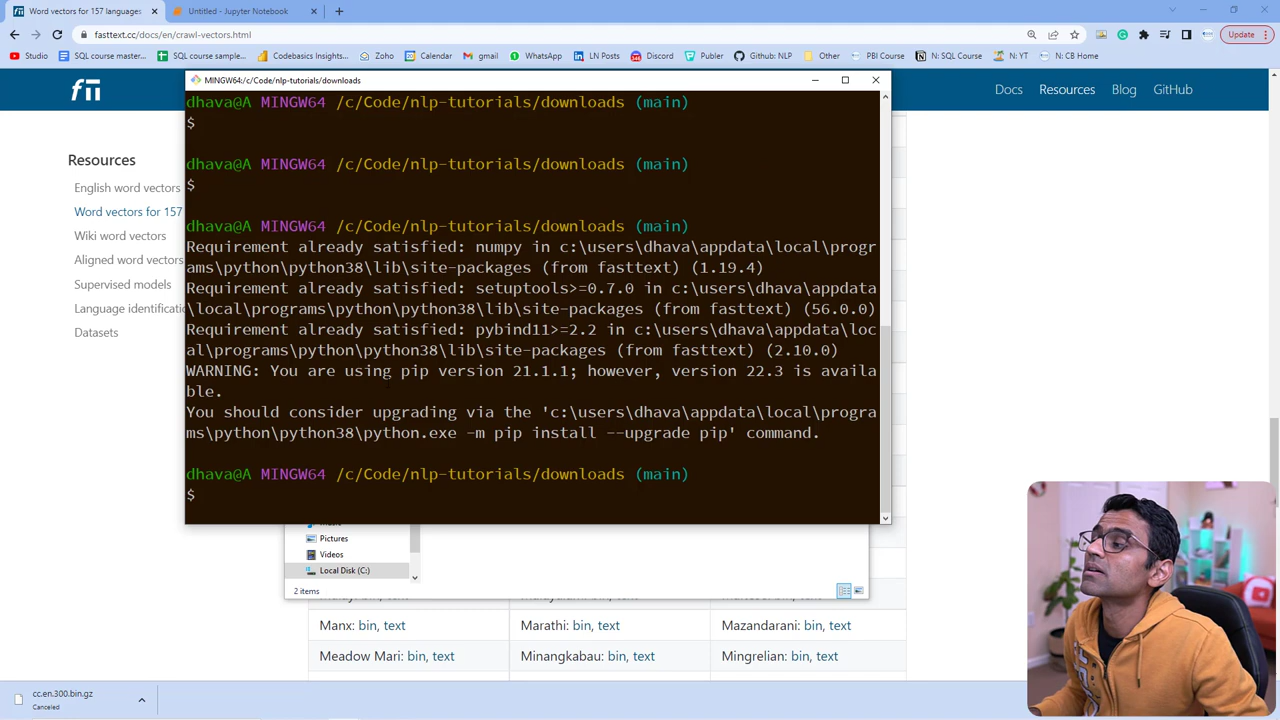 Word vectors for 157 languages
Untitled - Jupyter Notebook
fasttext.cc/docs/en/crawl-vectors.html
Update
SQL course master...
SQL course sample...
Codebasics Insights...
Zoho
Calendar
gmail
WhatsApp
LN Posts
Discord
Publer
Github: NLP
Other
PBI Course
N: SQL Course
N: YT
N: CB Home
Docs
Resources
Blog
GitHub
Resources
English word vectors
Word vectors for 157
Wiki word vectors
Aligned word vectors
Supervised models
Language identificatio
Datasets
MINGW64:/c/Code/nlp-tutorials/downloads
dhava@A MINGW64 /c/Code/nlp-tutorials/downloads (main)
$
dhava@A MINGW64 /c/Code/nlp-tutorials/downloads (main)
$
dhava@A MINGW64 /c/Code/nlp-tutorials/downloads (main)
Requirement already satisfied: numpy in c:\users\dhava\appdata\local\progr
ams\python\python38\lib\site-packages (from fasttext) (1.19.4)
Requirement already satisfied: setuptools>=0.7.0 in c:\users\dhava\appdata
\local\programs\python\python38\lib\site-packages (from fasttext) (56.0.0)
Requirement already satisfied: pybind11>=2.2 in c:\users\dhava\appdata\loc
al\programs\python\python38\lib\site-packages (from fasttext) (2.10.0)
WARNING: You are using pip version 21.1.1; however, version 22.3 is availa
ble.
You should consider upgrading via the 'c:\users\dhava\appdata\local\progra
ms\python\python38\python.exe -m pip install --upgrade pip' command.
dhava@A MINGW64 /c/Code/nlp-tutorials/downloads (main)
$
Pictures
Videos
Local Disk (C:)
2 items
Manx: bin, text
Marathi: bin, text
Mazandarani: bin, text
Meadow Mari: bin, text
Minangkabau: bin, text
Mingrelian: bin, text
cc.en.300.bin.gz
Canceled